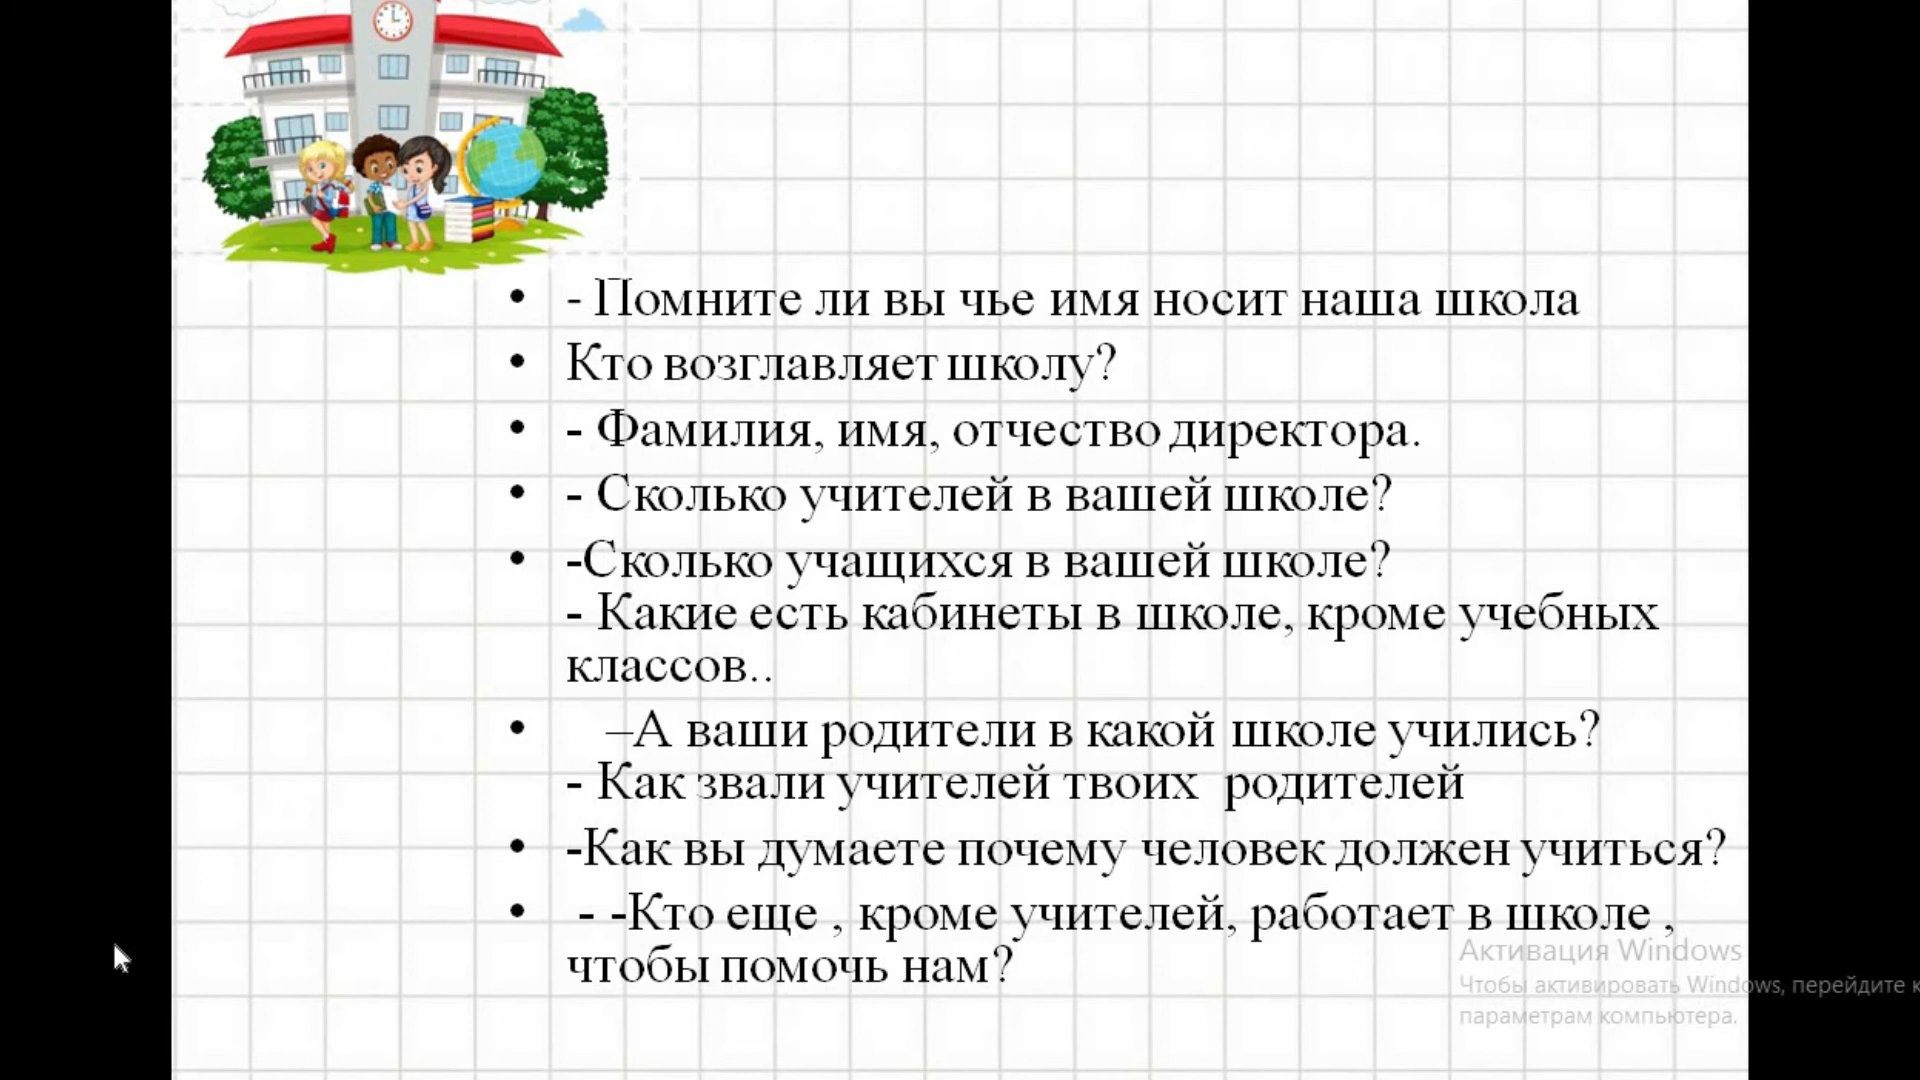 - Помните ли вы чье имя носит наша школа
Кто возглавляет школу?
- Фамилия, имя, отчество директора.
- Сколько учителей в вашей школе?
-Сколько учащихся в вашей школе?
- Какие есть кабинеты в школе, кроме учебных
классов..
–А ваши родители в какой школе учились?
- Как звали учителей твоих родителей
-Как вы думаете почему человек должен учиться?
- -Кто еще , кроме учителей, работает в школе ,
чтобы помочь нам?
Активация Windows
Чтобы активировать Windows, перейдите к
параметрам компьютера.